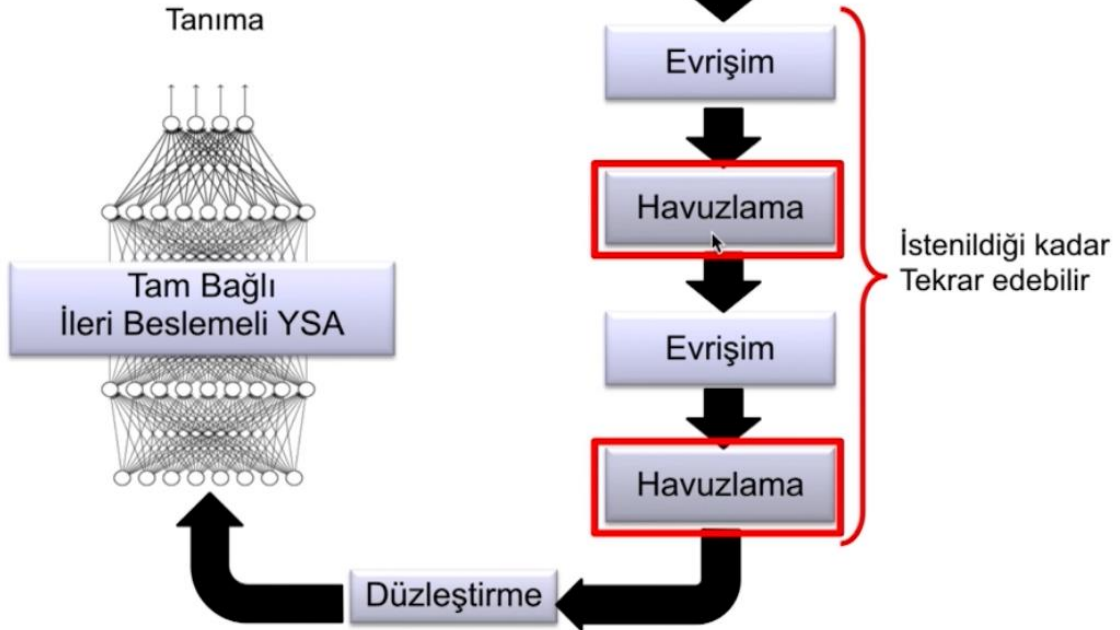 Tanıma
Evrişim
Havuzlama
İstenildiği kadar
Tekrar edebilir
Tam Bağlı
İleri Beslemeli YSA
Evrişim
Havuzlama
Düzleştirme